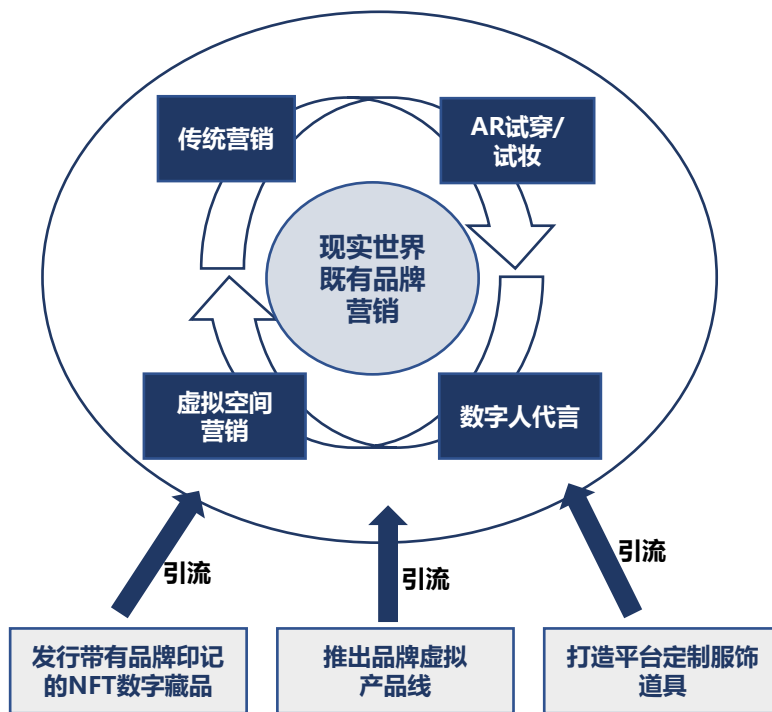 传统营销
AR试穿/
试妆
现实世界
既有品牌
营销
虚拟空间
营销
数字人代言
引流
引流
引流
发行带有品牌印记
的NFT数字藏品
推出品牌虚拟
产品线
打造平台定制服饰
道具